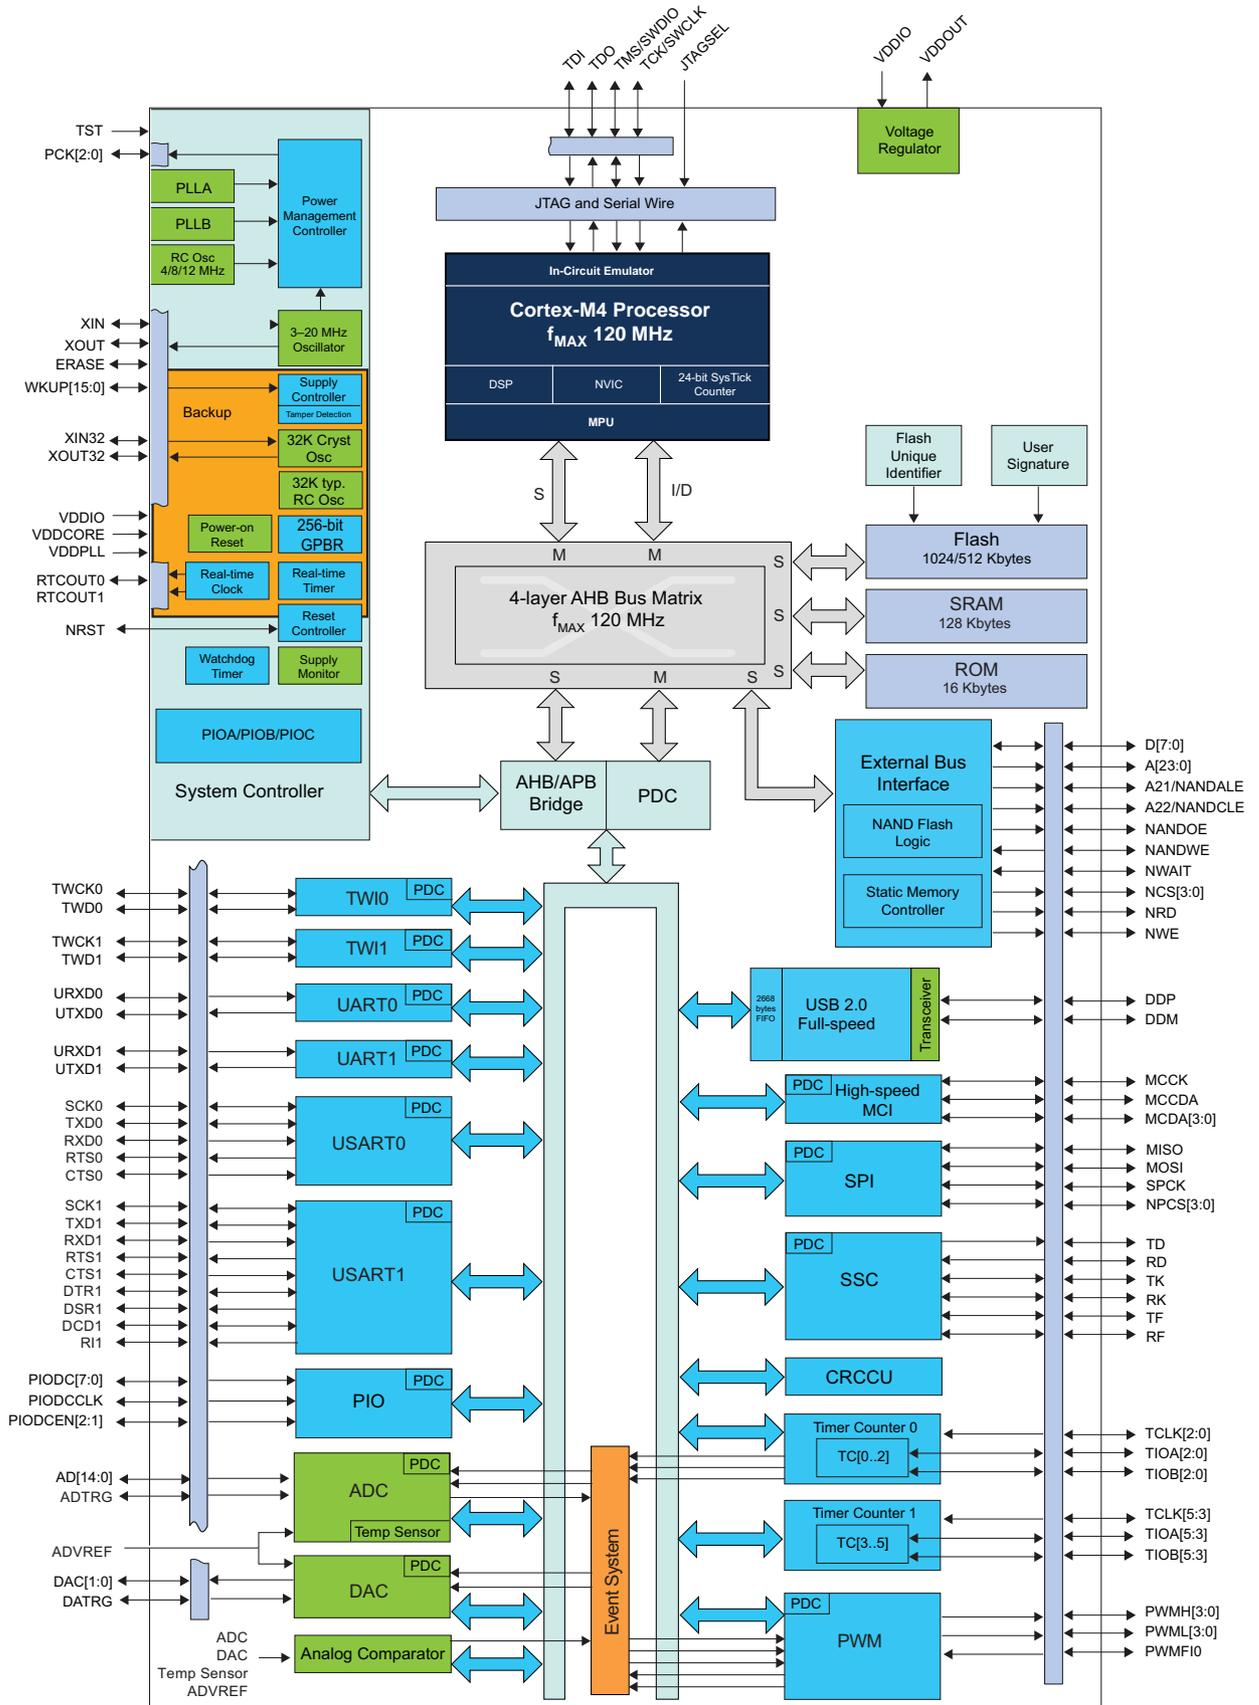 TDI
TDO
TMS/SWDIO
TCK/SWCLK
JTAGSEL
VDDIO
VDDOUT
Voltage
Regulator
TST
PCK[2:0]
PLLA
PLLB
RC Osc
4/8/12 MHz
Power
Management
Controller
XIN
XOUT
ERASE
WKUP[15:0]
3–20 MHz
Oscillator
Backup
Supply
Controller
Tamper Detection
XIN32
XOUT32
32K Cryst
Osc
32K typ.
RC Osc
VDDIO
VDDCORE
VDDPLL
Power-on
Reset
256-bit
GPBR
RTCOUT0
RTCOUT1
Real-time
Clock
Real-time
Timer
NRST
Reset
Controller
Watchdog
Timer
Supply
Monitor
PIOA/PIOB/PIOC
System Controller
JTAG and Serial Wire
In-Circuit Emulator
Cortex-M4 Processor
fMAX 120 MHz
DSP
NVIC
24-bit SysTick
Counter
MPU
S
I/D
M
M
S
4-layer AHB Bus Matrix
fMAX 120 MHz
S
S
S
M
S
Flash
Unique
Identifier
User
Signature
Flash
1024/512 Kbytes
SRAM
128 Kbytes
ROM
16 Kbytes
AHB/APB
Bridge
PDC
External Bus
Interface
NAND Flash
Logic
Static Memory
Controller
D[7:0]
A[23:0]
A21/NANDALE
A22/NANDCLE
NANDOE
NANDWE
NWAIT
NCS[3:0]
NRD
NWE
TWCK0
TWD0
TWI0
PDC
TWCK1
TWD1
TWI1
PDC
URXD0
UTXD0
UART0
PDC
URXD1
UTXD1
UART1
PDC
SCK0
TXD0
RXD0
RTS0
CTS0
USART0
PDC
SCK1
TXD1
RXD1
RTS1
CTS1
DTR1
DSR1
DCD1
RI1
USART1
PDC
PIODC[7:0]
PIODCCLK
PIODCEN[2:1]
PIO
PDC
AD[14:0]
ADTRG
ADC
PDC
Temp Sensor
ADVREF
DAC[1:0]
DATRG
DAC
PDC
ADC
DAC
Temp Sensor
ADVREF
Analog Comparator
Event System
2668
bytes
FIFO
USB 2.0
Full-speed
Transceiver
DDP
DDM
PDC
High-speed
MCI
MCCK
MCCDA
MCDA[3:0]
PDC
SPI
MISO
MOSI
SPCK
NPCS[3:0]
PDC
SSC
TD
RD
TK
RK
TF
RF
CRCCU
Timer Counter 0
TC[0..2]
TCLK[2:0]
TIOA[2:0]
TIOB[2:0]
Timer Counter 1
TC[3..5]
TCLK[5:3]
TIOA[5:3]
TIOB[5:3]
PDC
PWM
PWMH[3:0]
PWML[3:0]
PWMFI0